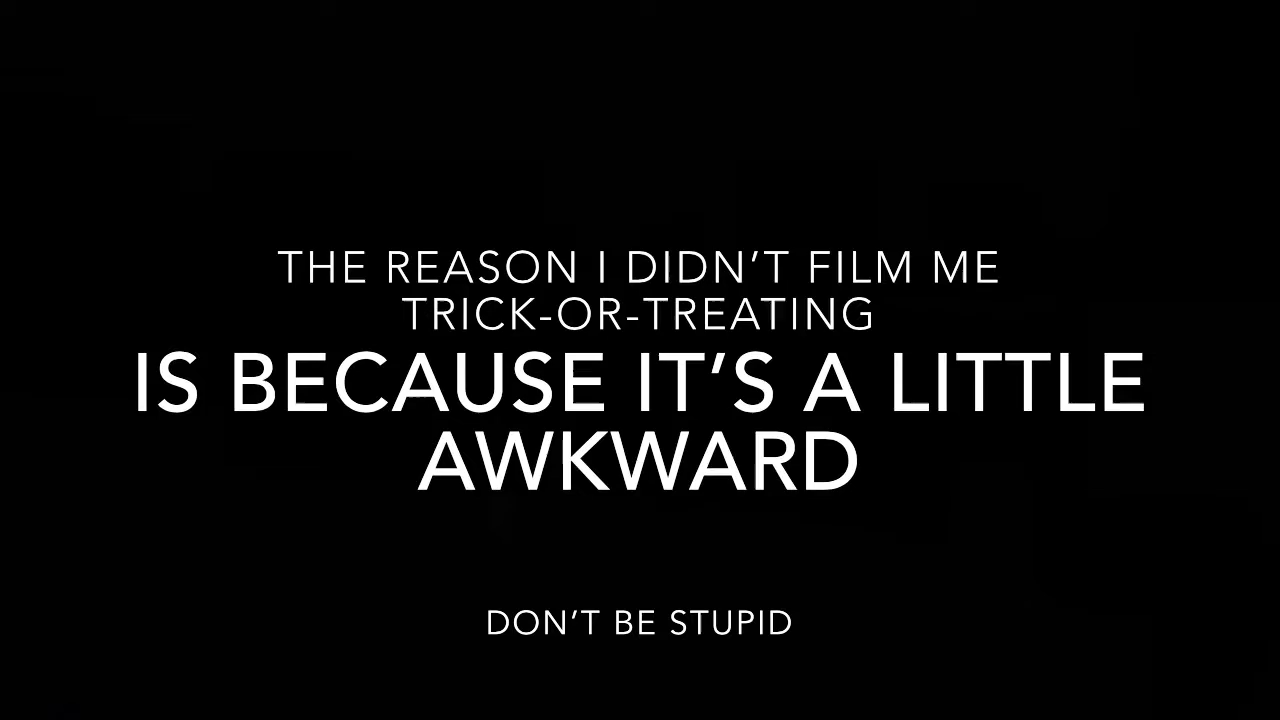 THE REASON I DIDN'T FILM ME
TRICK-OR-TREATING
IS BECAUSE IT'S A LITTLE
AWKWARD
DON'T BE STUPID